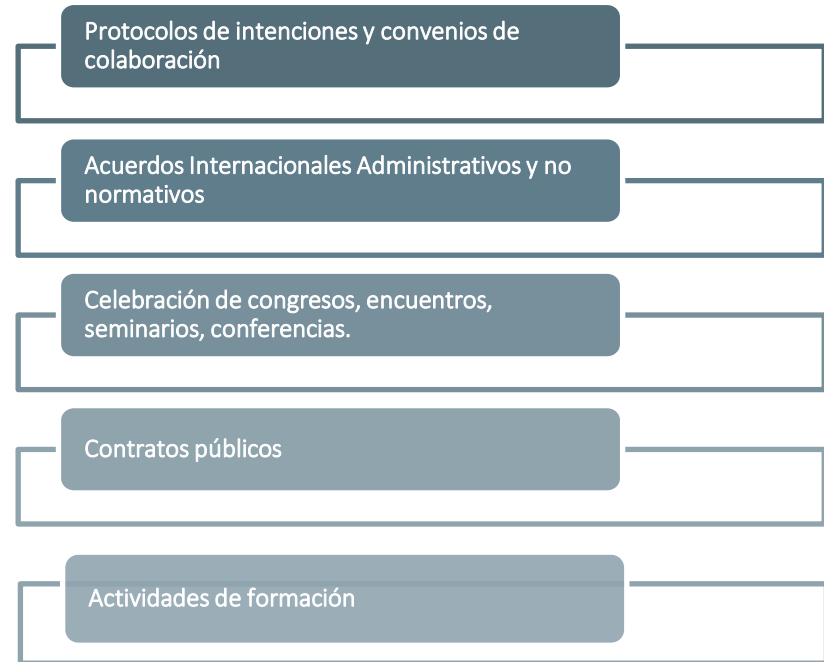 Protocolos de intenciones y convenios de
colaboración
Acuerdos Internacionales Administrativos y no
normativos
Celebración de congresos, encuentros,
seminarios, conferencias.
Contratos públicos
Actividades de formación